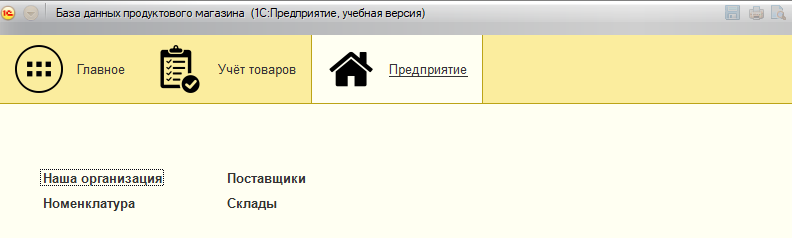 База данных продуктового магазина (1С:Предприятие, учебная версия)
Главное Учёт товаров Предприятие
Наша организация Поставщики
Номенклатура Склады